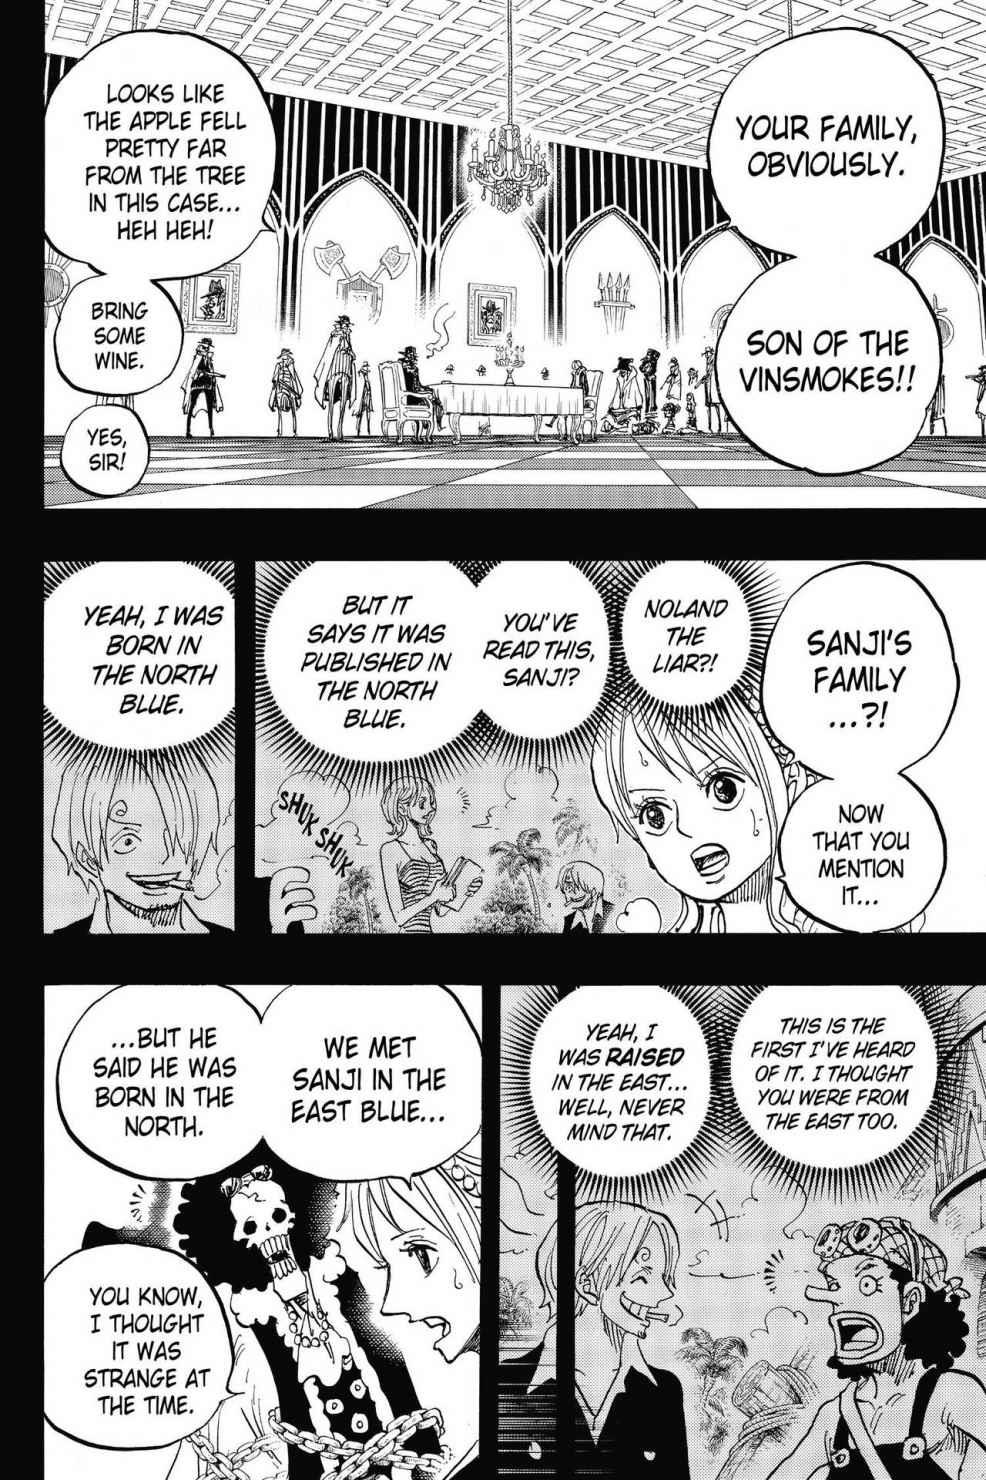 YOUR FAMILY,
OBVIOUSLY.
SON OF THE
VINSMOKES!!
LOOKS LIKE
THE APPLE FELL
PRETTY FAR
FROM THE TREE
IN THIS CASE...
HEH HEH!
BRING
SOME
WINE.
YES,
SIR!
SANJI'S
FAMILY
...?!
NOW
THAT YOU
MENTION
IT...
NOLAND
THE
LIAR?!
YOU'VE
READ THIS,
SANJI?
BUT IT
SAYS IT WAS
PUBLISHED IN
THE NORTH
BLUE.
SHUK SHUK
YEAH, I WAS
BORN IN
THE NORTH
BLUE.
THIS IS THE
FIRST I'VE HEARD
OF IT. I THOUGHT
YOU WERE FROM
THE EAST TOO.
YEAH, I
WAS RAISED
IN THE EAST...
WELL, NEVER
MIND THAT.
WE MET
SANJI IN THE
EAST BLUE...
...BUT HE
SAID HE WAS
BORN IN THE
NORTH.
YOU KNOW,
I THOUGHT
IT WAS
STRANGE AT
THE TIME.